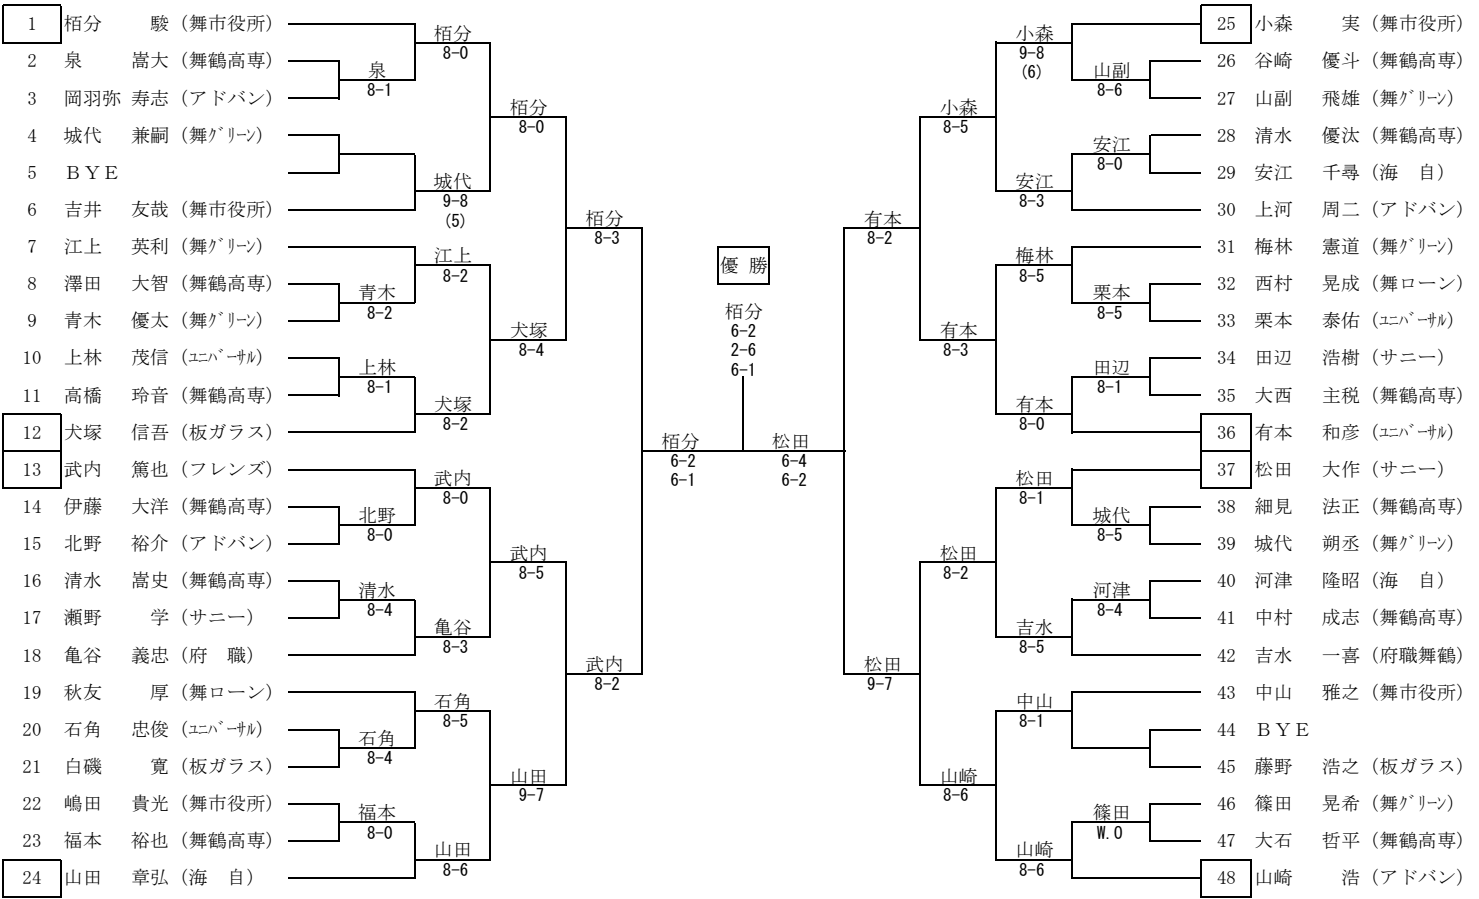 1 栢分 駿 (舞市役所)
2 泉 嵩大 (舞鶴高専)
3 岡羽弥 寿志 (アドバン)
4 城代 兼嗣 (舞グリーン)
5 ＢＹＥ
6 吉井 友哉 (舞市役所)
7 江上 英利 (舞グリーン)
8 澤田 大智 (舞鶴高専)
9 青木 優太 (舞グリーン)
10 上林 茂信 (ユニバーサル)
11 高橋 玲音 (舞鶴高専)
12 犬塚 信吾 (板ガラス)
13 武内 篤也 (フレンズ)
14 伊藤 大洋 (舞鶴高専)
15 北野 裕介 (アドバン)
16 清水 嵩史 (舞鶴高専)
17 瀬野 学 (サニー)
18 亀谷 義忠 (府 職)
19 秋友 厚 (舞ローン)
20 石角 忠俊 (ユニバーサル)
21 白磯 寛 (板ガラス)
22 嶋田 貴光 (舞市役所)
23 福本 裕也 (舞鶴高専)
24 山田 章弘 (海 自)
泉
8-1
青木
8-2
上林
8-1
北野
8-0
清水
8-4
石角
8-4
福本
8-0
栢分
8-0
城代
9-8
(5)
江上
8-2
犬塚
8-2
武内
8-0
亀谷
8-3
石角
8-5
山田
8-6
栢分
8-0
犬塚
8-4
武内
8-5
山田
9-7
栢分
8-3
武内
8-2
栢分
6-2
6-1
優 勝
栢分
6-2
2-6
6-1
松田
6-4
6-2
有本
8-2
松田
9-7
小森
8-5
有本
8-3
松田
8-2
山崎
8-6
小森
9-8
(6)
安江
8-3
梅林
8-5
有本
8-0
松田
8-1
吉水
8-5
中山
8-1
山崎
8-6
山副
8-6
安江
8-0
栗本
8-5
田辺
8-1
城代
8-5
河津
8-4
篠田
W.O
25 小森 実 (舞市役所)
26 谷崎 優斗 (舞鶴高専)
27 山副 飛雄 (舞グリーン)
28 清水 優汰 (舞鶴高専)
29 安江 千尋 (海 自)
30 上河 周二 (アドバン)
31 梅林 憲道 (舞グリーン)
32 西村 晃成 (舞ローン)
33 栗本 泰佑 (ユニバーサル)
34 田辺 浩樹 (サニー)
35 大西 主税 (舞鶴高専)
36 有本 和彦 (ユニバーサル)
37 松田 大作 (サニー)
38 細見 法正 (舞鶴高専)
39 城代 朔丞 (舞グリーン)
40 河津 隆昭 (海 自)
41 中村 成志 (舞鶴高専)
42 吉水 一喜 (府職舞鶴)
43 中山 雅之 (舞市役所)
44 ＢＹＥ
45 藤野 浩之 (板ガラス)
46 篠田 晃希 (舞グリーン)
47 大石 哲平 (舞鶴高専)
48 山崎 浩 (アドバン)